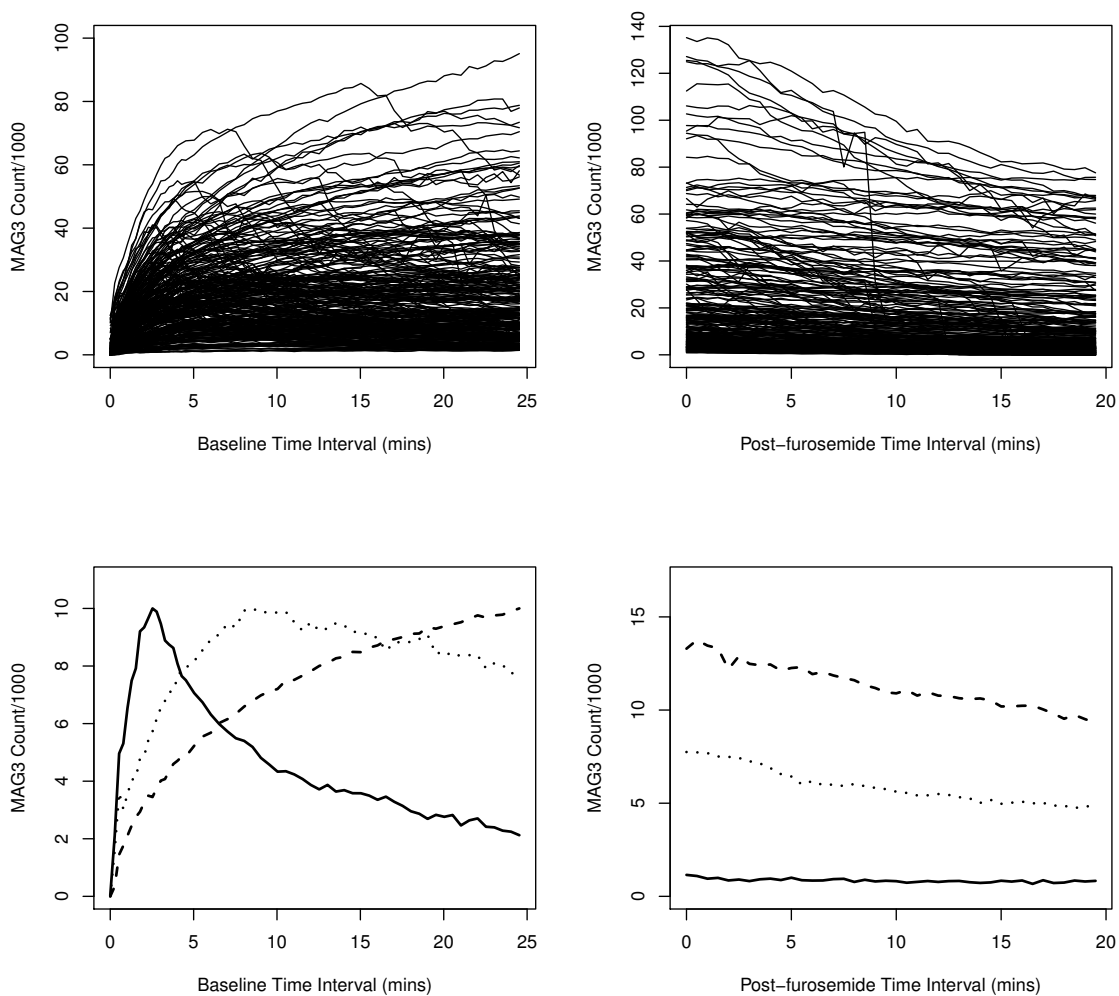 MAG3 Count/1000
0
20
40
60
80
100
0 5 10 15 20 25
Baseline Time Interval (mins)
MAG3 Count/1000
0
20
40
60
80
100
120
140
0 5 10 15 20
Post−furosemide Time Interval (mins)
MAG3 Count/1000
0
2
4
6
8
10
0 5 10 15 20 25
Baseline Time Interval (mins)
MAG3 Count/1000
0
5
10
15
0 5 10 15 20
Post−furosemide Time Interval (mins)